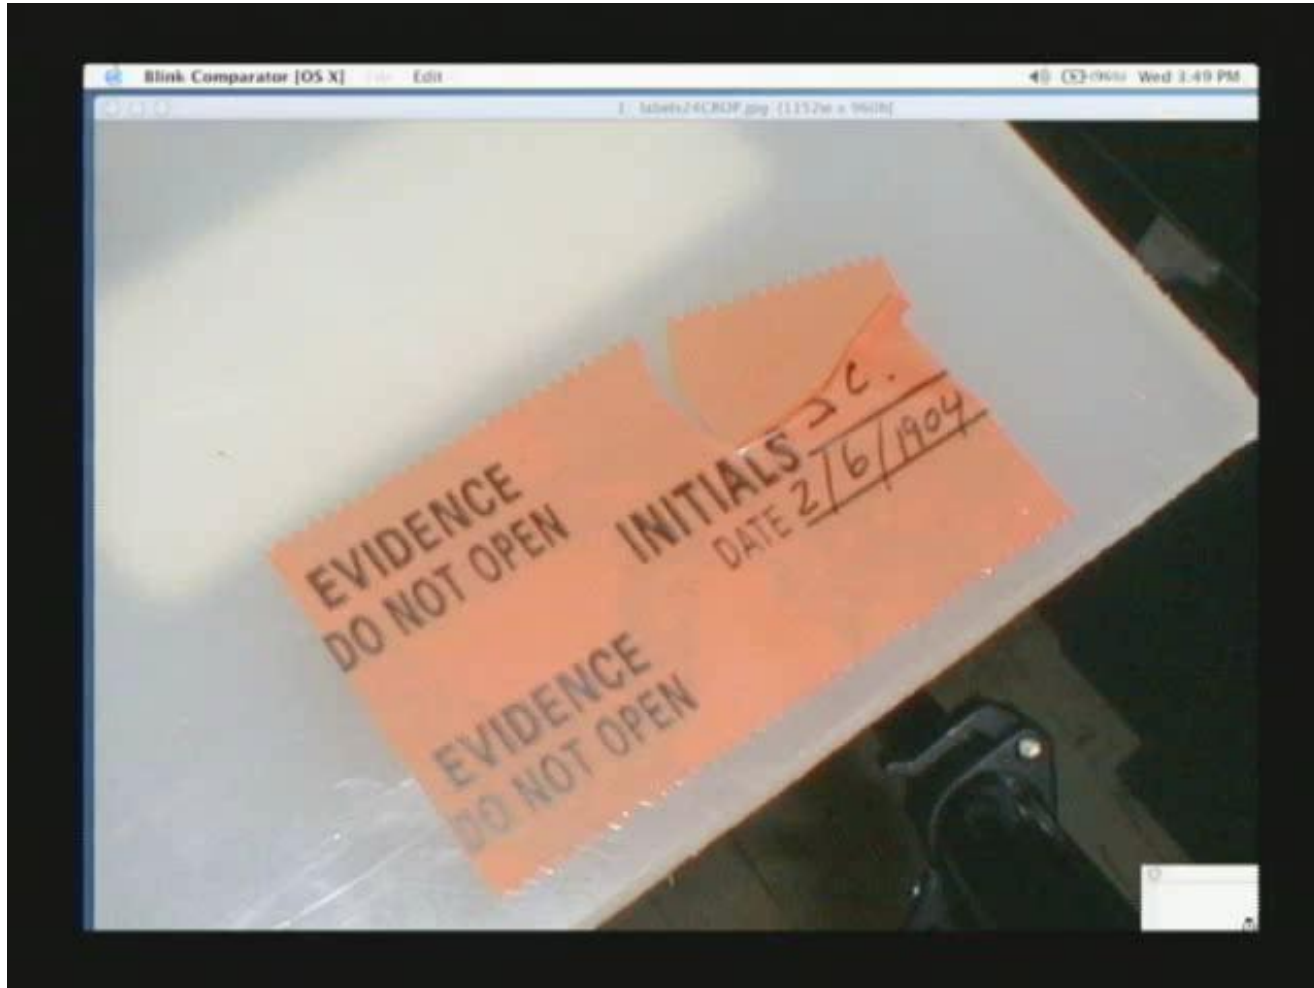 Blink Comparator [OS X] Edit
Wed 3:49 PM
EVIDENCE
DO NOT OPEN
INITIALS J C.
DATE 2/6/1904
EVIDENCE
DO NOT OPEN